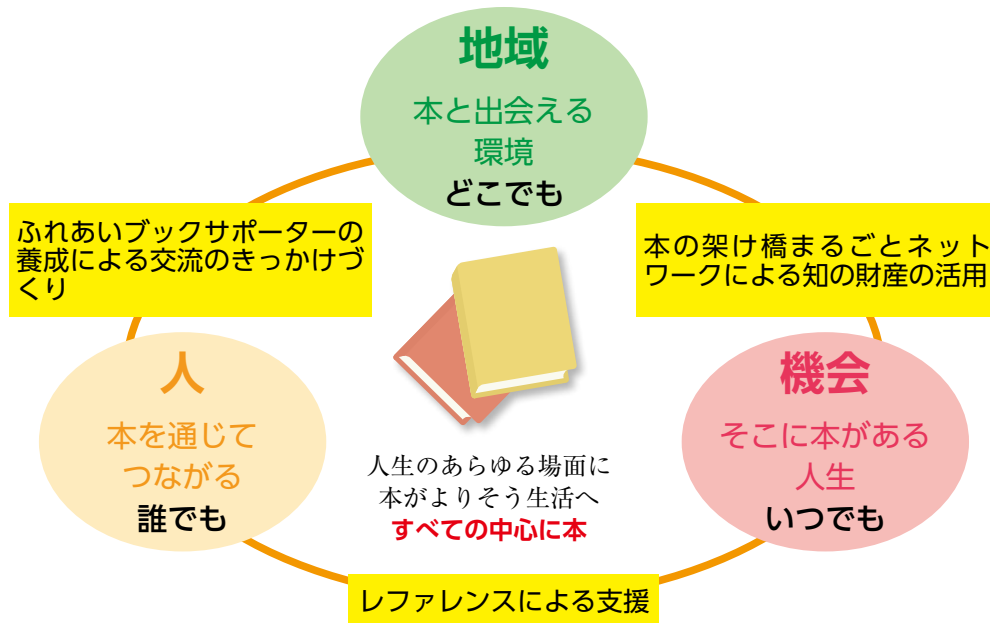 地域
本と出会える
環境
どこでも
ふれあいブックサポーターの
養成による交流のきっかけづ
くり
本の架け橋まるごとネット
ワークによる知の財産の活用
人
本を通じて
つながる
誰でも
機会
そこに本がある
人生
いつでも
人生のあらゆる場面に
本がよりそう生活へ
すべての中心に本
レファレンスによる支援